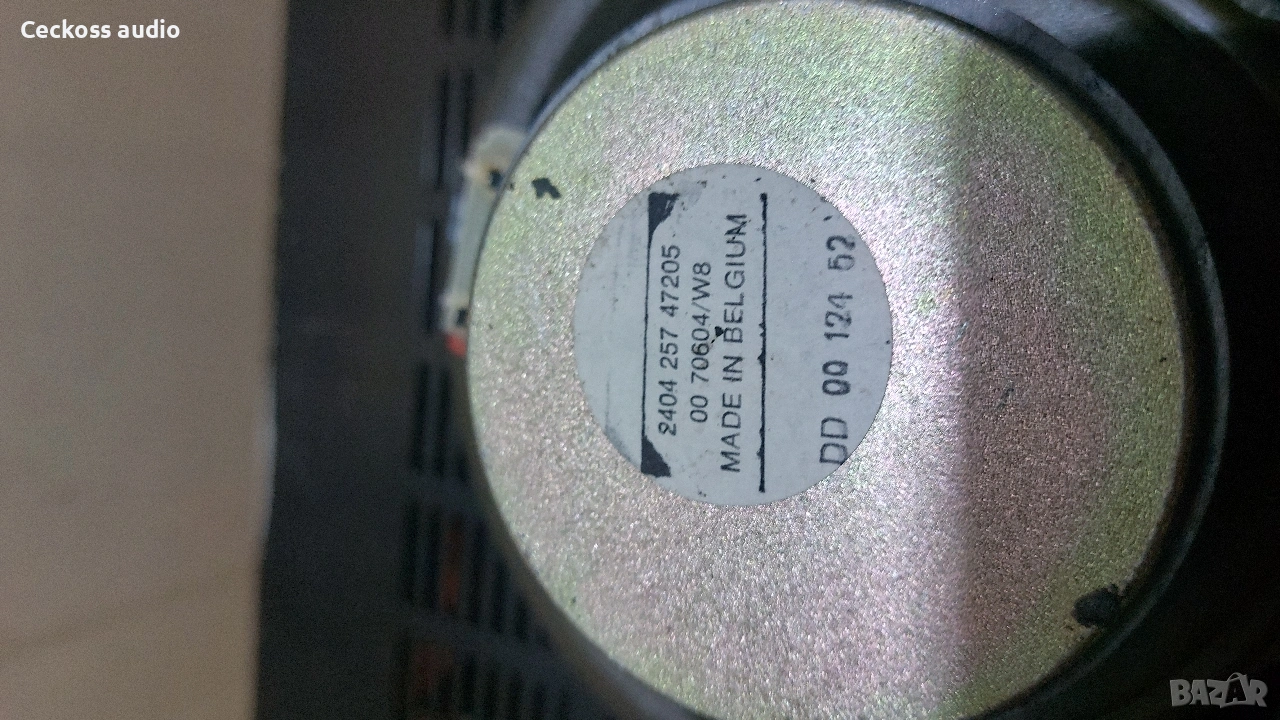 Ceckoss audio
2404 257 47205
00 70604/W8
MADE IN BELGIUM
DD 00 124 52
BAZAR